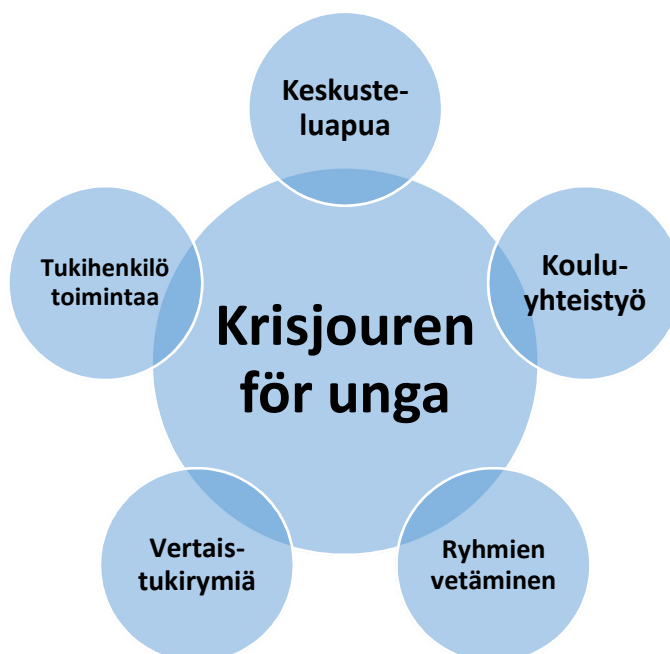 Keskuste-
luapua
Tukihenkilö
toimintaa
Koulu-
yhteistyö
Krisjouren
för unga
Vertais-
tukirymiä
Ryhmien
vetäminen